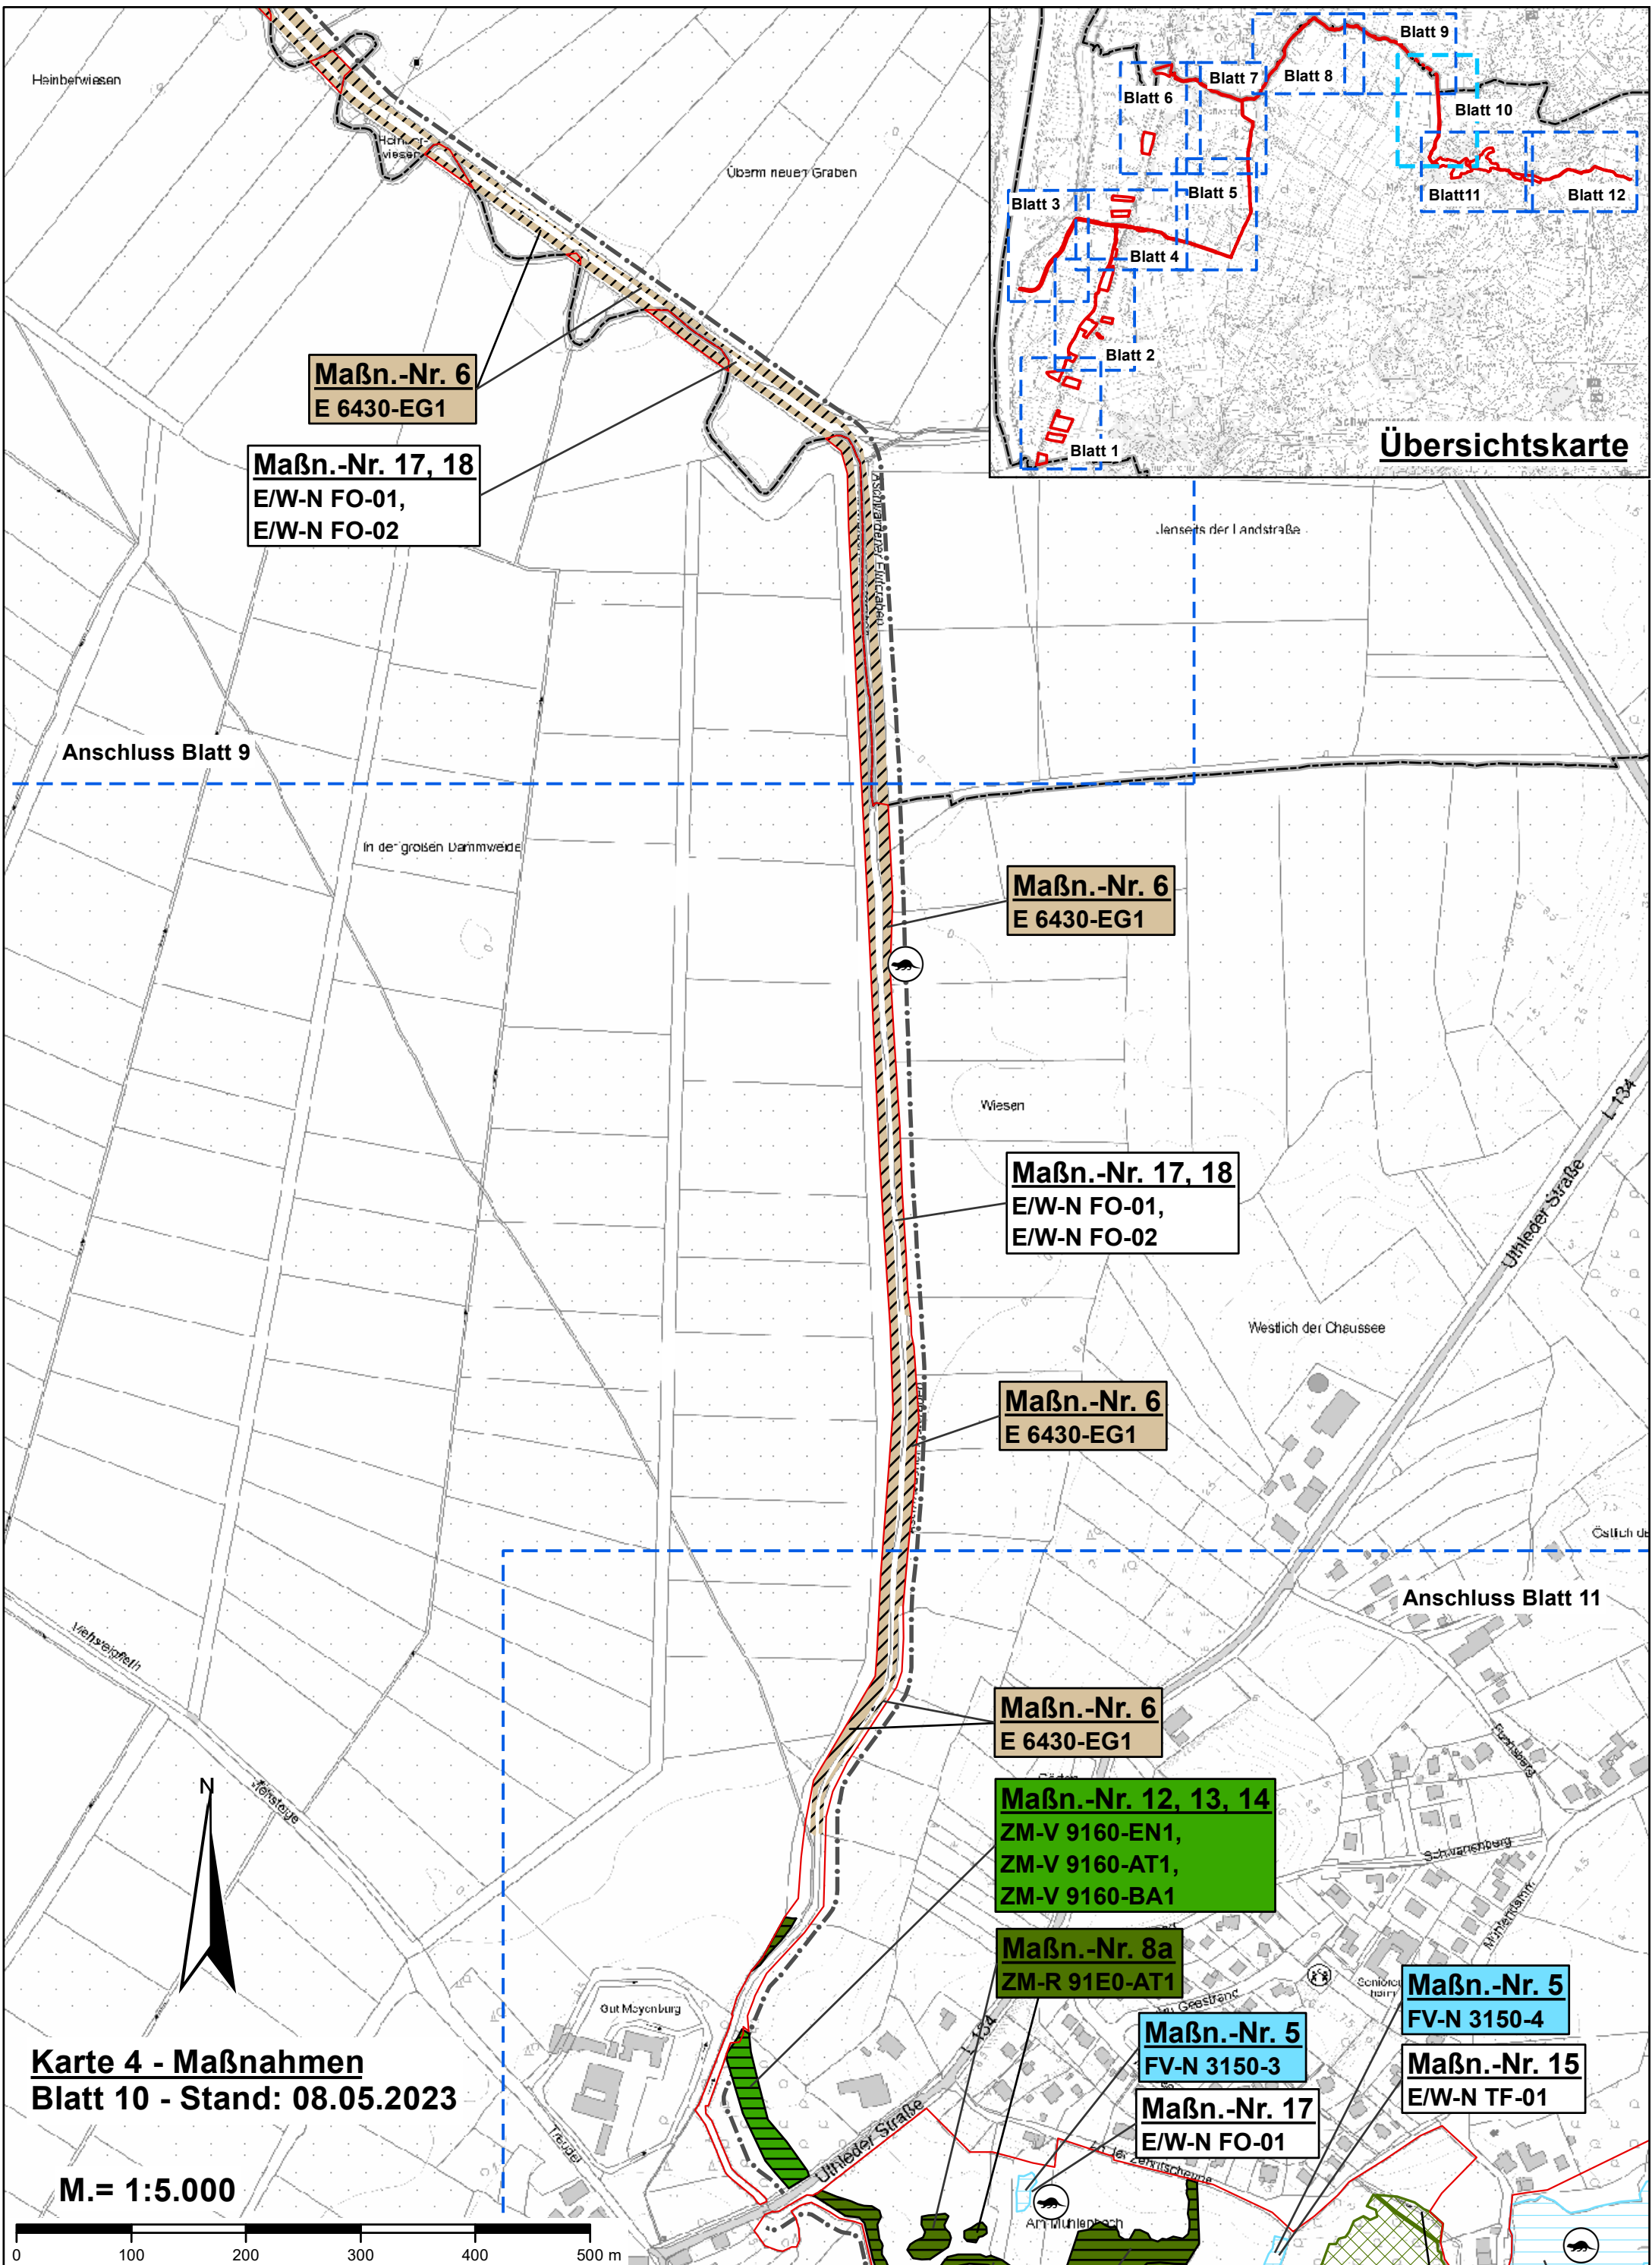 Hainberwiesen
Überm neuen Graben
Blatt 9
Blatt 8
Blatt 7
Blatt 6
Blatt 10
Blatt 5
Blatt11
Blatt 12
Blatt 3
Blatt 4
Blatt 2
Blatt 1
Übersichtskarte
Maßn.-Nr. 6
E 6430-EG1
Maßn.-Nr. 17, 18
E/W-N FO-01,
E/W-N FO-02
Jenseits der Landstraße
Anschluss Blatt 9
In der großen Dammweide
Maßn.-Nr. 6
E 6430-EG1
Wiesen
L 134
Uthleder Straße
Maßn.-Nr. 17, 18
E/W-N FO-01,
E/W-N FO-02
Westlich der Chaussee
Maßn.-Nr. 6
E 6430-EG1
Östlich de
Anschluss Blatt 11
Maßn.-Nr. 6
E 6430-EG1
Maßn.-Nr. 12, 13, 14
ZM-V 9160-EN1,
ZM-V 9160-AT1,
ZM-V 9160-BA1
Schwanenburg
N
Maßn.-Nr. 8a
ZM-R 91E0-AT1
Gut Meyenburg
L 134
Maßn.-Nr. 5
FV-N 3150-4
Maßn.-Nr. 5
FV-N 3150-3
Maßn.-Nr. 15
E/W-N TF-01
Maßn.-Nr. 17
E/W-N FO-01
Karte 4 - Maßnahmen
Blatt 10 - Stand: 08.05.2023
Uthleder Straße
Am Mühlenbach
M.= 1:5.000
0 100 200 300 400 500 m